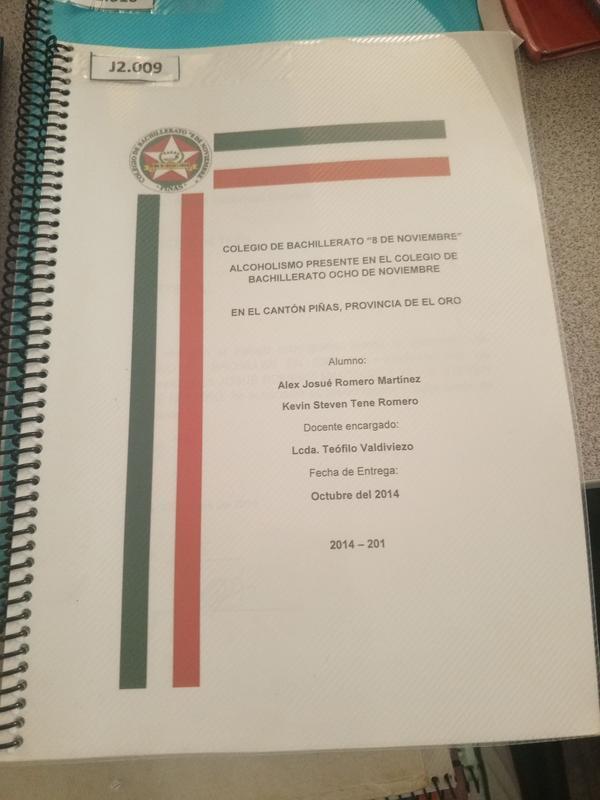 J2.009
COLEGIO DE BACHILLERATO "8 DE NOVIEMBRE"
PIÑAS
COLEGIO DE BACHILLERATO "8 DE NOVIEMBRE"
ALCOHOLISMO PRESENTE EN EL COLEGIO DE
BACHILLERATO OCHO DE NOVIEMBRE
EN EL CANTÓN PIÑAS, PROVINCIA DE EL ORO
Alumno:
Alex Josué Romero Martínez
Kevin Steven Tene Romero
Docente encargado:
Lcda. Teófilo Valdiviezo
Fecha de Entrega:
Octubre del 2014
2014 – 201